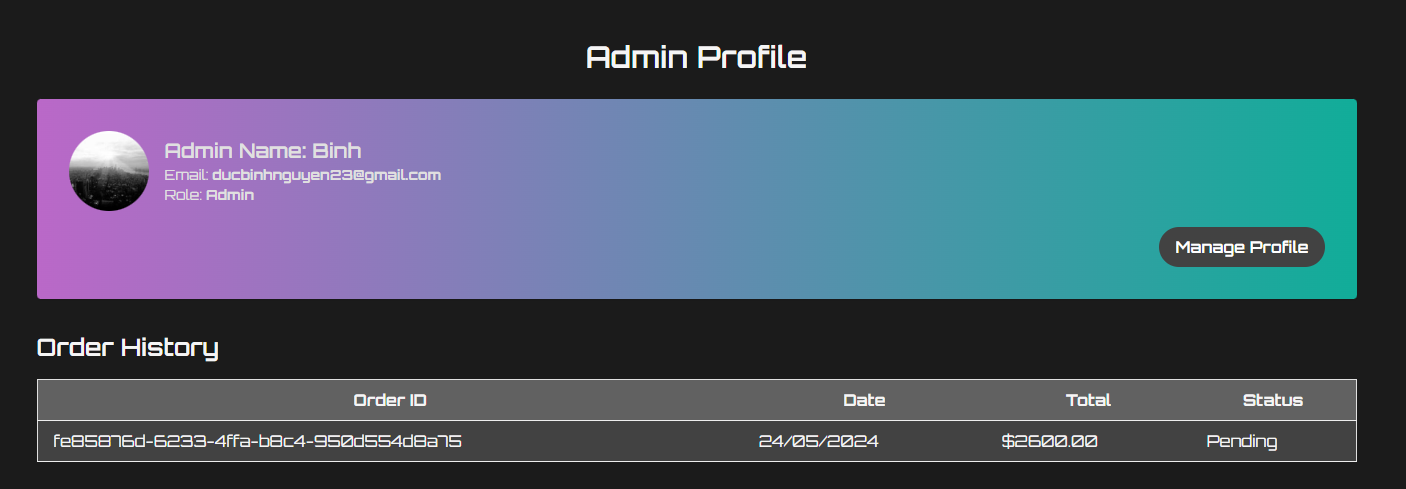 Admin Profile
Admin Name: Binh
Email: ducbinhnguyen23@gmail.com
Role: Admin
Manage Profile
Order History
Order ID Date Total Status
fe85876d-6233-4ffa-b8c4-950d554d8a75 24/05/2024 $2600.00 Pending